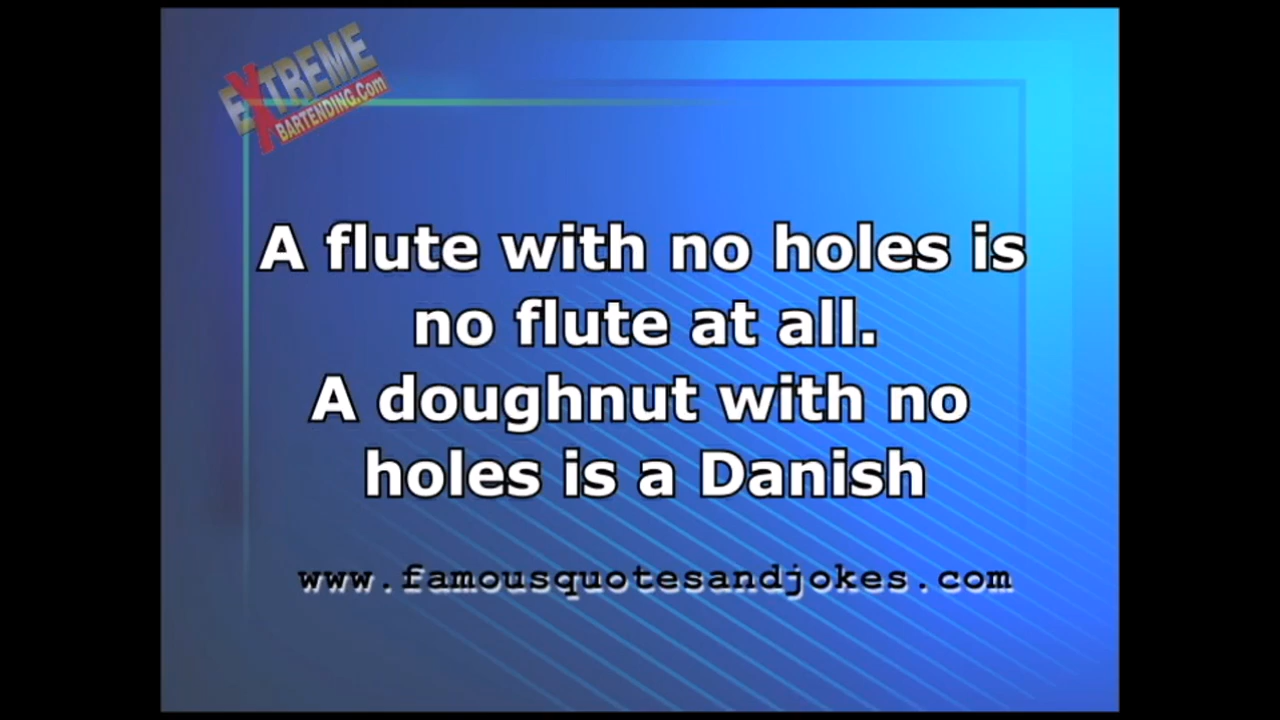 EXTREME
BARTENDING.Com
A flute with no holes is
no flute at all.
A doughnut with no
holes is a Danish
www.famousquotesandjokes.com